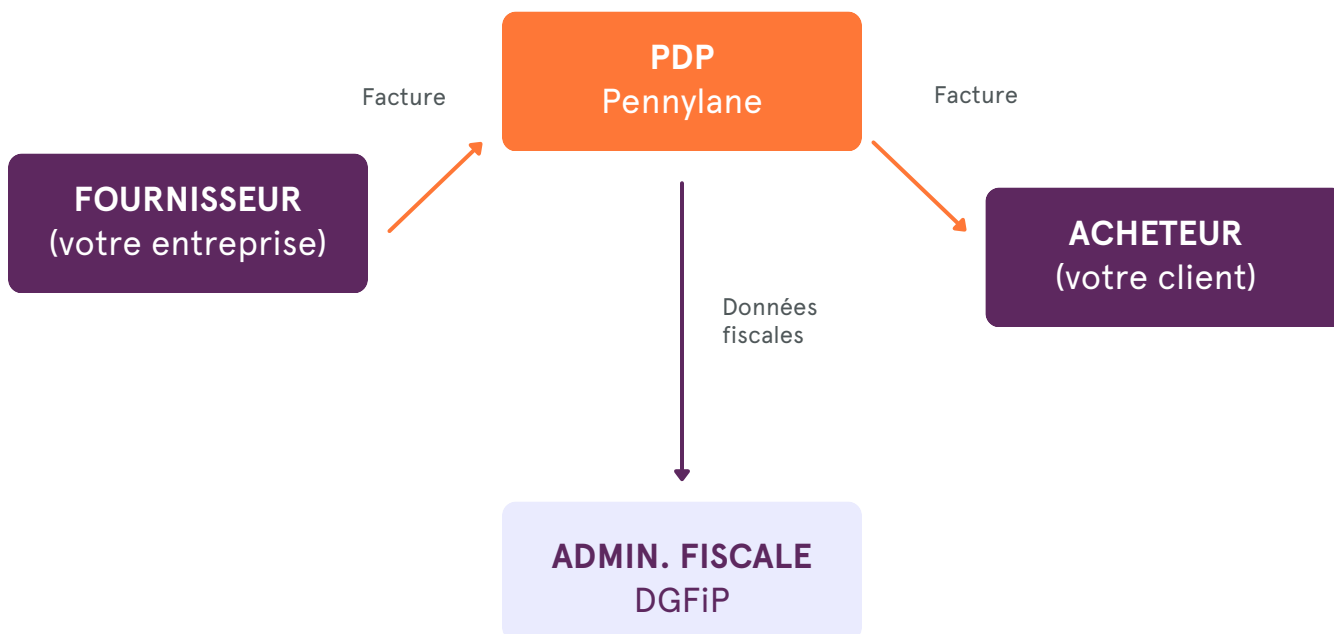 PDP
Pennylane
Facture
Facture
FOURNISSEUR
(votre entreprise)
ACHETEUR
(votre client)
Données
fiscales
ADMIN. FISCALE
DGFiP